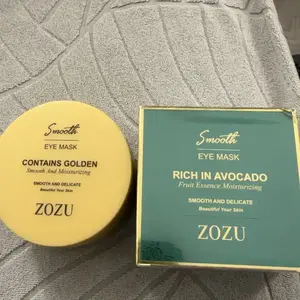 Smooth
EYE MASK
CONTAINS GOLDEN
Smooth And Moisturizing
SMOOTH AND DELICATE
Beautiful Your Skin
ZOZU
Smooth
EYE MASK
RICH IN AVOCADO
Fruit Essence Moisturizing
SMOOTH AND DELICATE
Beautiful Your Skin
ZOZU